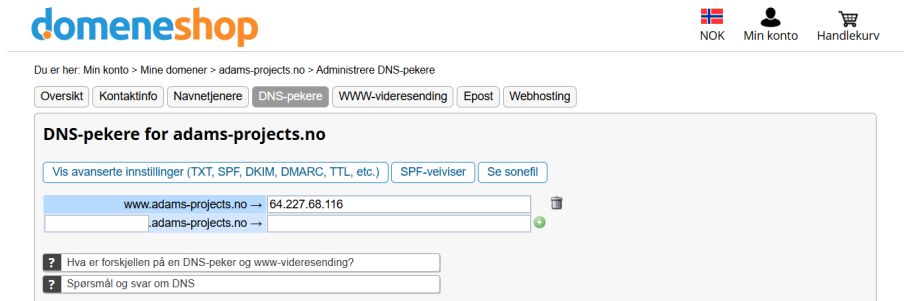 domeneshop
NOK Min konto Handlekurv
Du er her: Min konto > Mine domener > adams-projects.no > Administrere DNS-pekere
Oversikt Kontaktinfo Navnetjenere DNS-pekere WWW-videresending Epost Webhosting
DNS-pekere for adams-projects.no
Vis avanserte innstillinger (TXT, SPF, DKIM, DMARC, TTL, etc.) SPF-veiviser Se sonefil
www.adams-projects.no → 64.227.68.116
.adams-projects.no →
? Hva er forskjellen på en DNS-peker og www-videresending?
? Spørsmål og svar om DNS